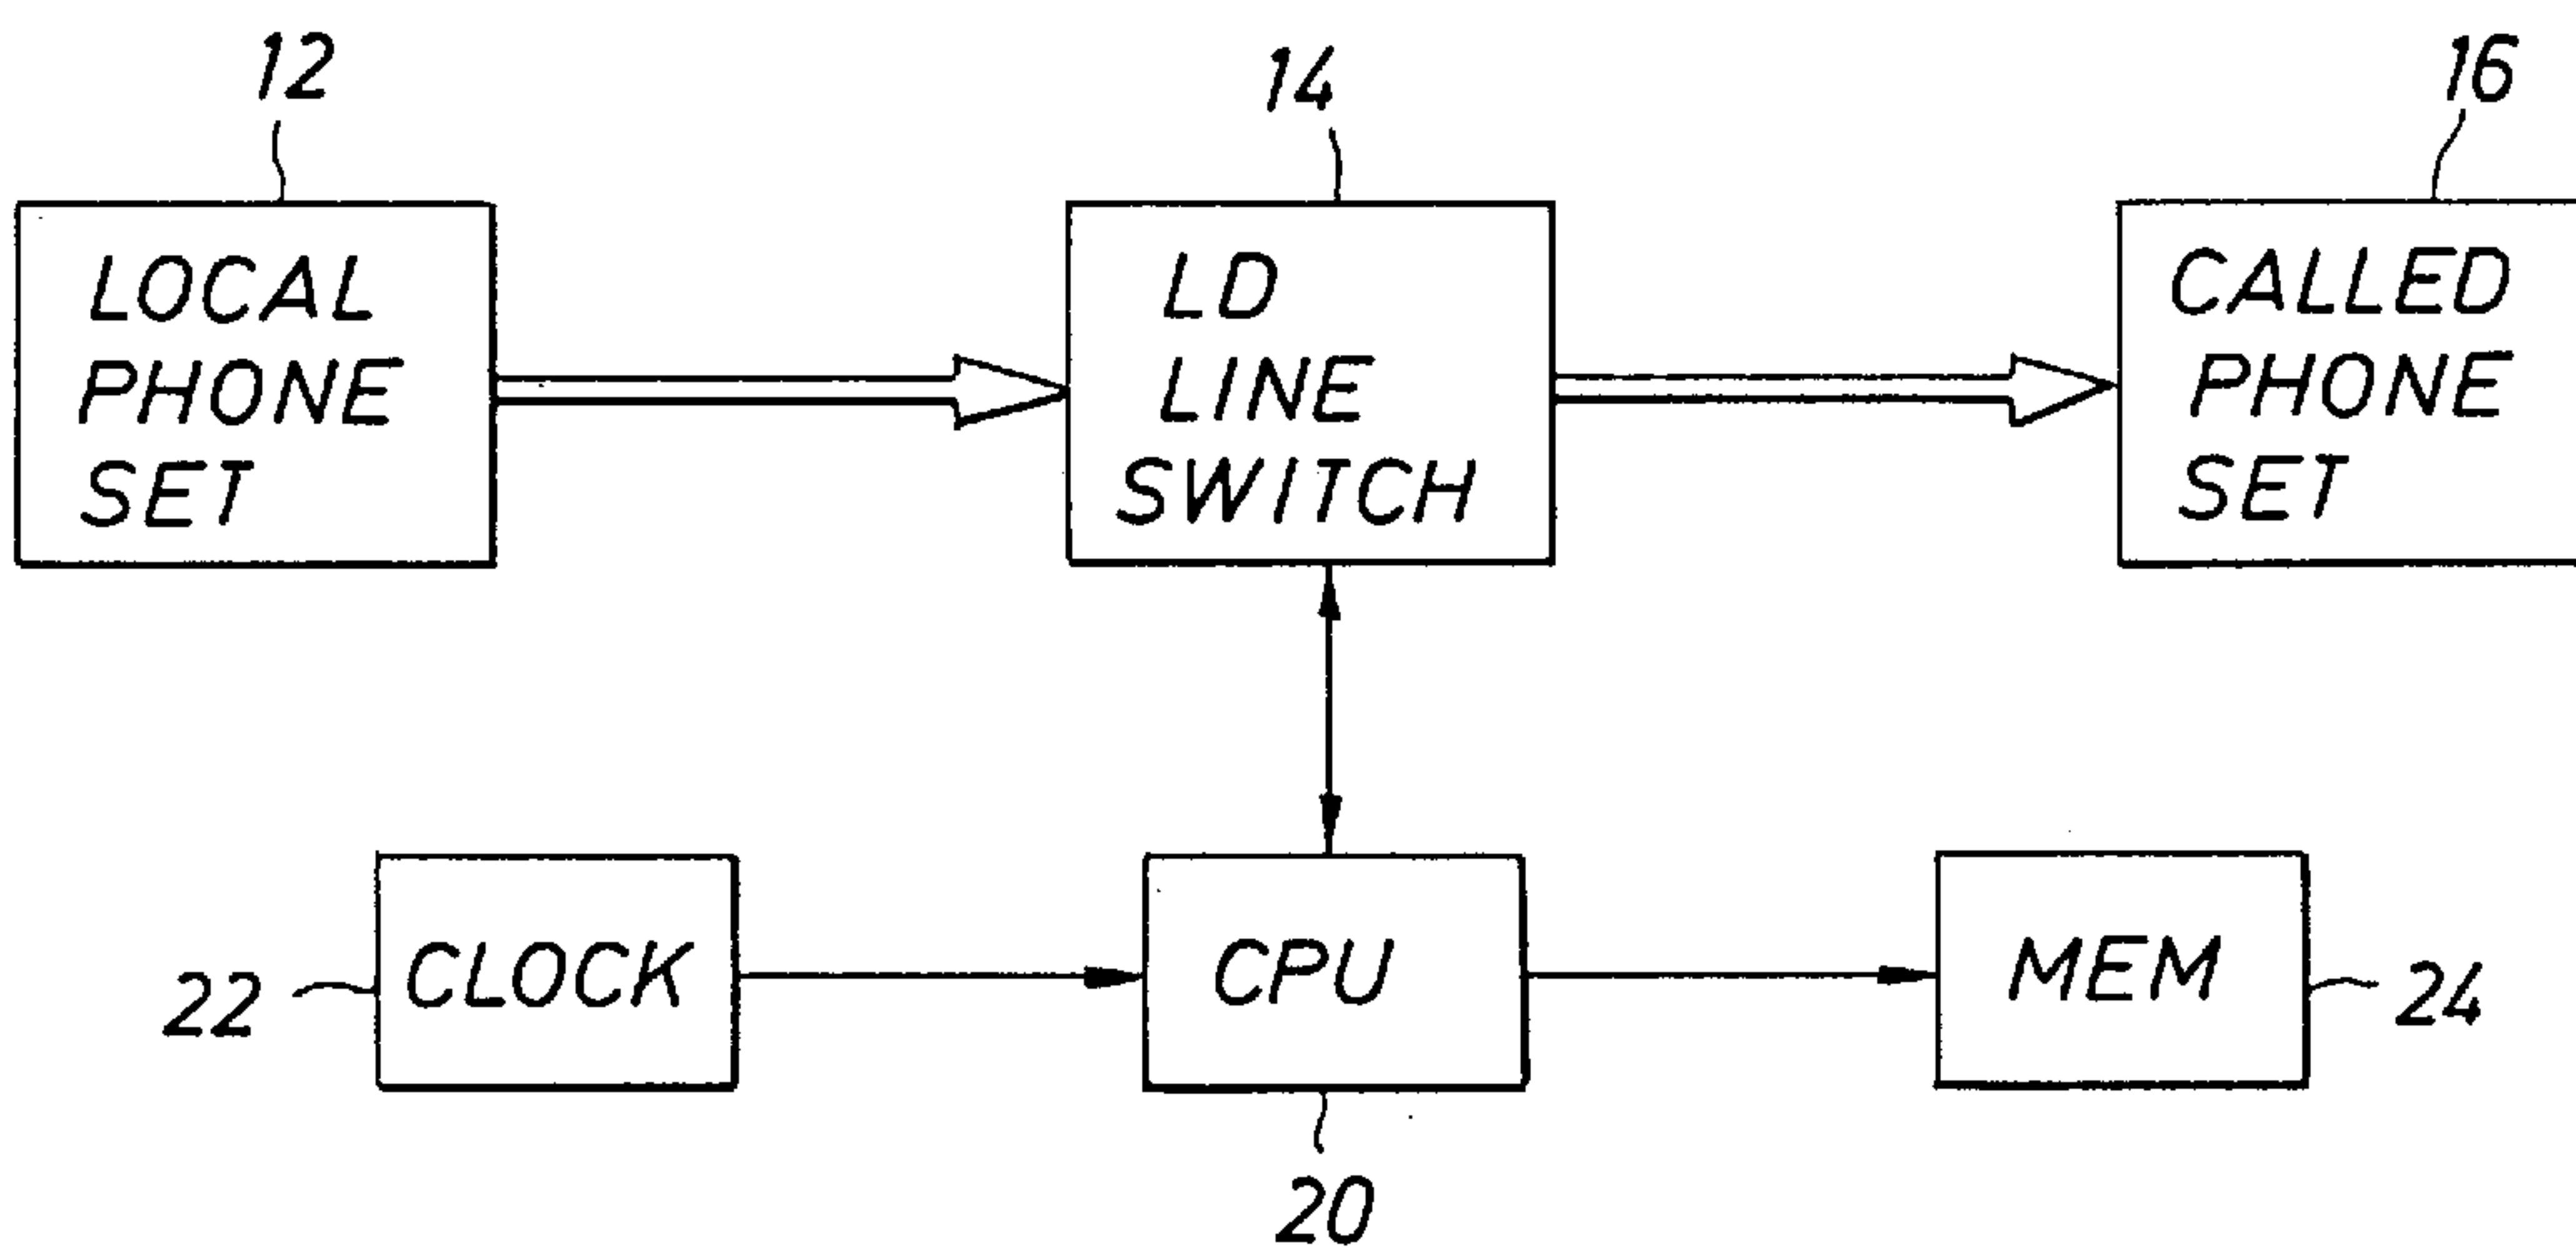 12
14
16
LOCAL
PHONE
SET
LD
LINE
SWITCH
CALLED
PHONE
SET
22
CLOCK
CPU
MEM
24
20